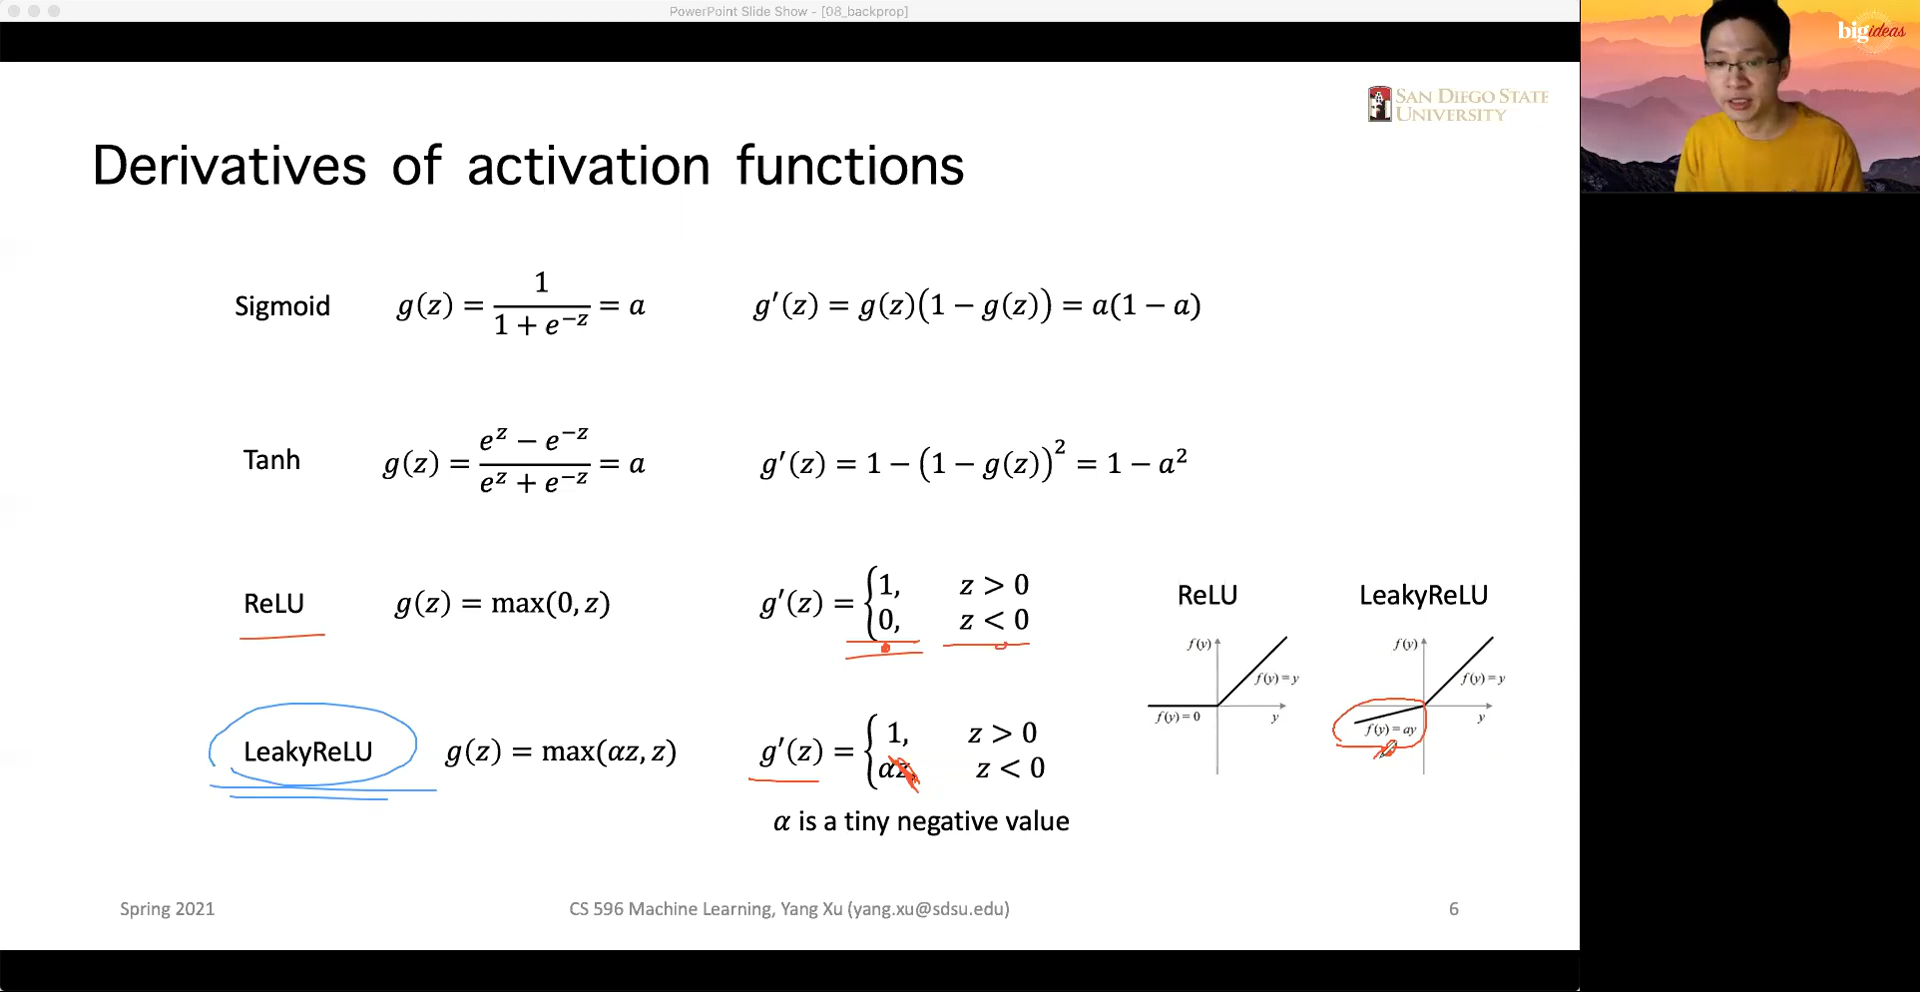 PowerPoint Slide Show - [08_backprop]
big ideas
SAN DIEGO STATE
UNIVERSITY
Derivatives of activation functions
Sigmoid g(z) = 1 / (1 + e^{−z}) = a g′(z) = g(z)(1 − g(z)) = a(1 − a)
Tanh g(z) = (e^z − e^{−z}) / (e^z + e^{−z}) = a g′(z) = 1 − (1 − g(z))^2 = 1 − a^2
ReLU g(z) = max(0, z) g′(z) = { 1, z > 0
0, z < 0
LeakyReLU g(z) = max(αz, z) g′(z) = { 1, z > 0
αz, z < 0
α is a tiny negative value
ReLU
f(y)
f(y) = y
f(y) = 0
y
LeakyReLU
f(y)
f(y) = y
f(y) = ay
y
Spring 2021
CS 596 Machine Learning, Yang Xu (yang.xu@sdsu.edu)
6